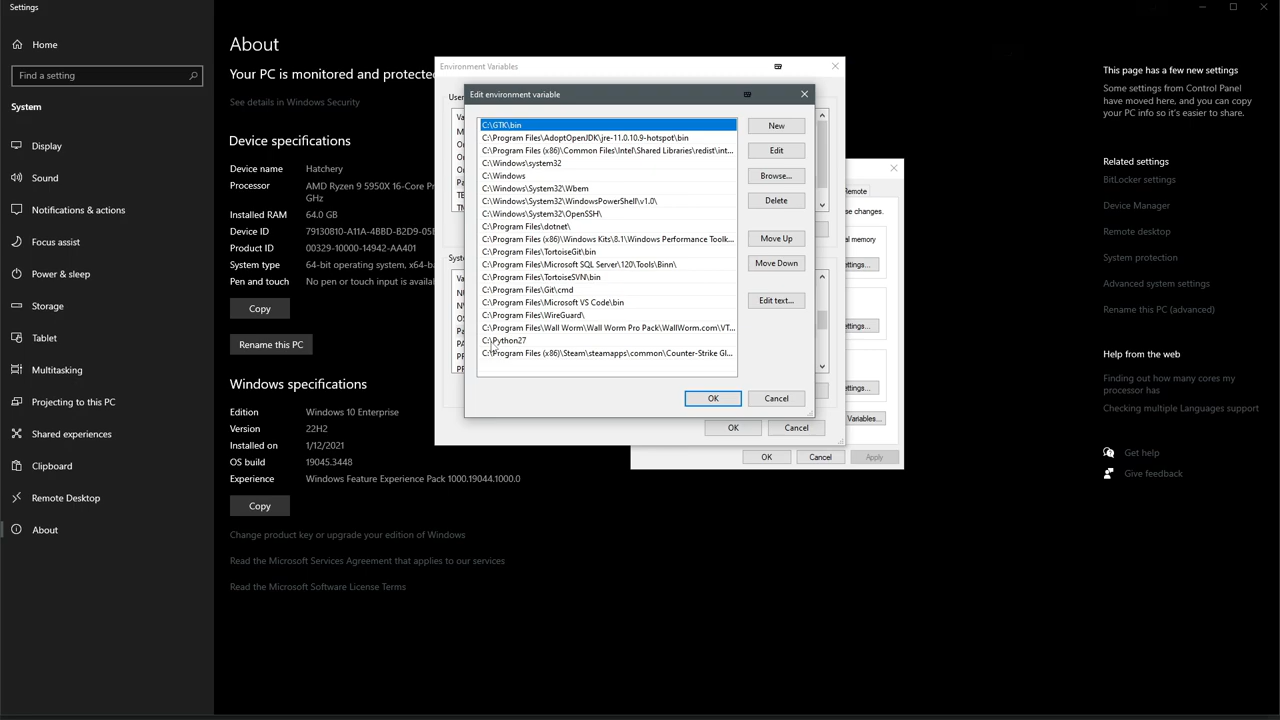 Settings
Home
Find a setting
System
Display
Sound
Notifications & actions
Focus assist
Power & sleep
Storage
Tablet
Multitasking
Projecting to this PC
Shared experiences
Clipboard
Remote Desktop
About
About
Your PC is monitored and protected
See details in Windows Security
Device specifications
Device name Hatchery
Processor AMD Ryzen 9 5950X 16-Core
GHz
Installed RAM 64.0 GB
Device ID 79130810-A11A-4BBD-B2D9-05
Product ID 00329-10000-14942-AA401
System type 64-bit operating system, x64-ba
Pen and touch No pen or touch input is availabl
Copy
Rename this PC
Windows specifications
Edition Windows 10 Enterprise
Version 22H2
Installed on 1/12/2021
OS build 19045.3448
Experience Windows Feature Experience Pack 1000.19044.1000.0
Copy
Change product key or upgrade your edition of Windows
Read the Microsoft Services Agreement that applies to our services
Read the Microsoft Software License Terms
Environment Variables
User
Va
Sys
Va
OK
Cancel
Edit environment variable
C:\GTK\bin
C:\Program Files\AdoptOpenJDK\jre-11.0.10.9-hotspot\bin
C:\Program Files (x86)\Common Files\Intel\Shared Libraries\redist\int...
C:\Windows\system32
C:\Windows
C:\Windows\System32\Wbem
C:\Windows\System32\WindowsPowerShell\v1.0\
C:\Windows\System32\OpenSSH\
C:\Program Files\dotnet\
C:\Program Files (x86)\Windows Kits\8.1\Windows Performance Toolk...
C:\Program Files\TortoiseGit\bin
C:\Program Files\Microsoft SQL Server\120\Tools\Binn\
C:\Program Files\TortoiseSVN\bin
C:\Program Files\Git\cmd
C:\Program Files\Microsoft VS Code\bin
C:\Program Files\WireGuard\
C:\Program Files\Wall Worm\Wall Worm Pro Pack\WallWorm.com\VT...
C:\Python27
C:\Program Files (x86)\Steam\steamapps\common\Counter-Strike Gl...
New
Edit
Browse...
Delete
Move Up
Move Down
Edit text...
OK
Cancel
Remote
se changes.
al memory
ettings...
ettings...
ettings...
Variables...
OK
Cancel
Apply
This page has a few new settings
Some settings from Control Panel
have moved here, and you can copy
your PC info so it's easier to share.
Related settings
BitLocker settings
Device Manager
Remote desktop
System protection
Advanced system settings
Rename this PC (advanced)
Help from the web
Finding out how many cores my
processor has
Checking multiple Languages support
Get help
Give feedback